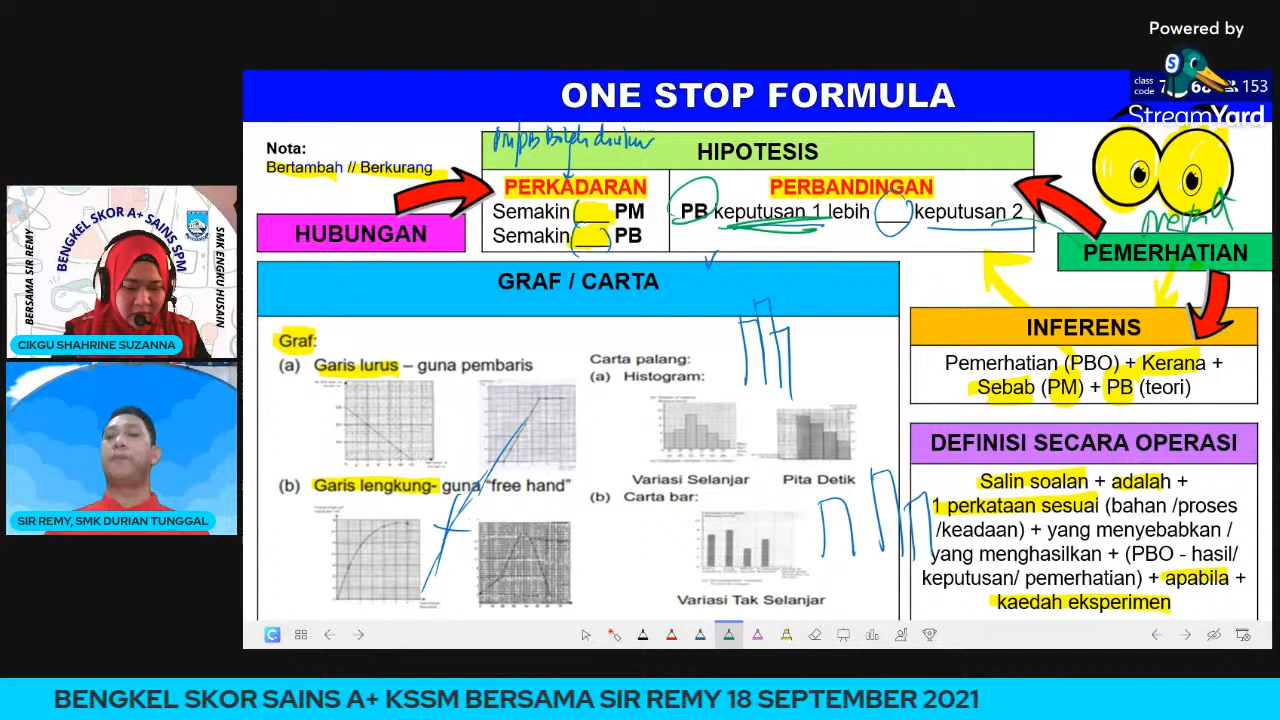 Powered by
StreamYard
class code
153
ONE STOP FORMULA
Nota:
Bertambah // Berkurang
HUBUNGAN
HIPOTESIS
PERKADARAN
Semakin PM
Semakin PB
PERBANDINGAN
PB keputusan 1 lebih keputusan 2
PEMERHATIAN
GRAF / CARTA
Graf:
(a) Garis lurus – guna pembaris
(b) Garis lengkung- guna “free hand”
Carta palang:
(a) Histogram:
Variasi Selanjar
Pita Detik
(b) Carta bar:
Variasi Tak Selanjar
INFERENS
Pemerhatian (PBO) + Kerana +
Sebab (PM) + PB (teori)
DEFINISI SECARA OPERASI
Salin soalan + adalah +
1 perkataan sesuai (bahan /proses
/keadaan) + yang menyebabkan /
yang menghasilkan + (PBO - hasil/
keputusan/ pemerhatian) + apabila +
kaedah eksperimen
BERSAMA SIR REMY
BENGKEL SKOR A+ SAINS SPM
SMK ENGKU HUSAIN
CIKGU SHAHRINE SUZANNA
SIR REMY, SMK DURIAN TUNGGAL
BENGKEL SKOR SAINS A+ KSSM BERSAMA SIR REMY 18 SEPTEMBER 2021